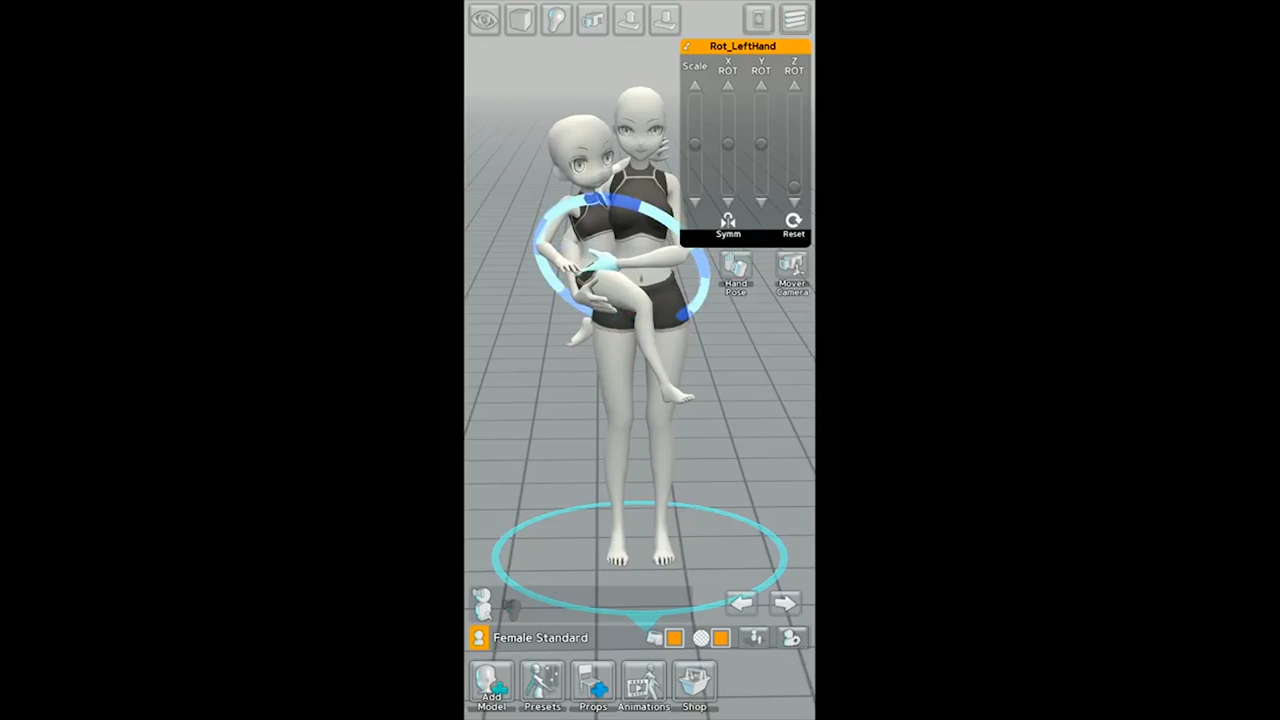 Rot_LeftHand
Scale
X ROT
Y ROT
Z ROT
Symm
Reset
Hand Pose
Mover Camera
Female Standard
Add Model
Presets
Props
Animations
Shop